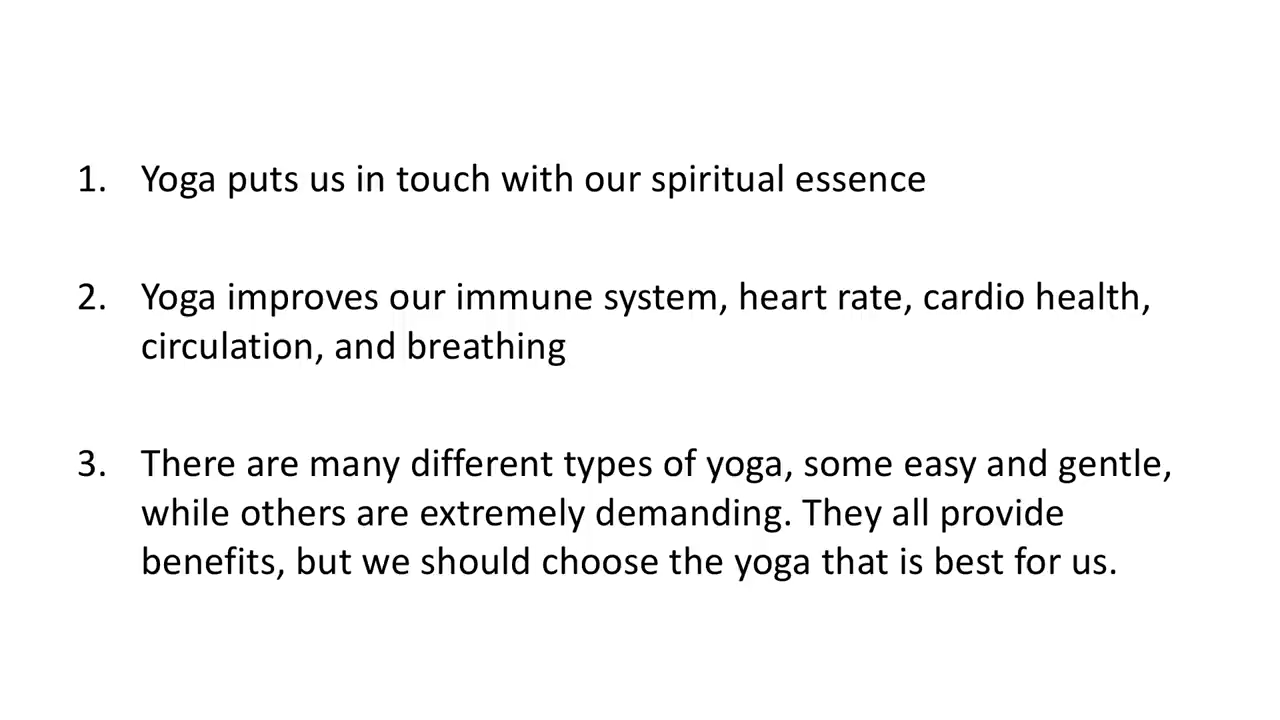 1. Yoga puts us in touch with our spiritual essence
2. Yoga improves our immune system, heart rate, cardio health,
circulation, and breathing
3. There are many different types of yoga, some easy and gentle,
while others are extremely demanding. They all provide
benefits, but we should choose the yoga that is best for us.